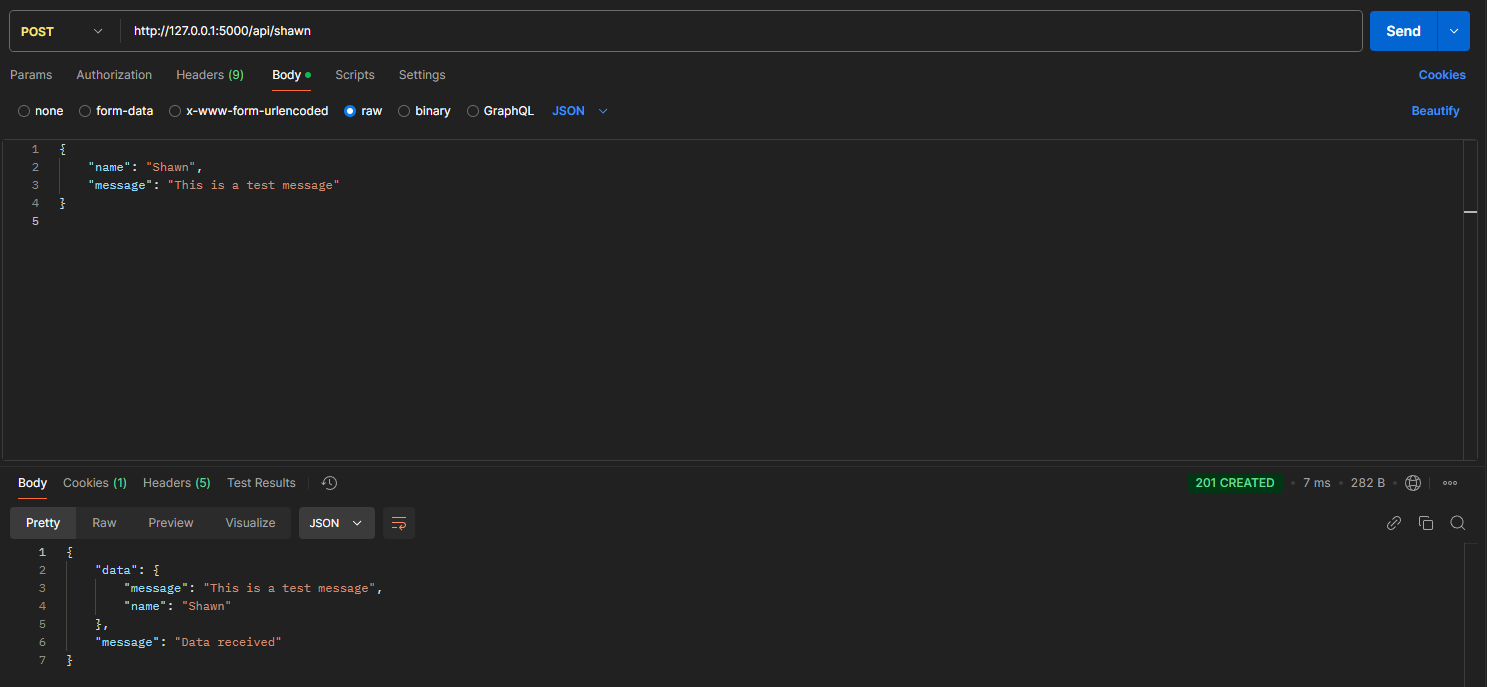 POST http://127.0.0.1:5000/api/shawn Send
Params Authorization Headers (9) Body Scripts Settings Cookies
none form-data x-www-form-urlencoded raw binary GraphQL JSON Beautify
1 {
2 "name": "Shawn",
3 "message": "This is a test message"
4 }
5
Body Cookies (1) Headers (5) Test Results 201 CREATED 7 ms 282 B
Pretty Raw Preview Visualize JSON
1 {
2 "data": {
3 "message": "This is a test message",
4 "name": "Shawn"
5 },
6 "message": "Data received"
7 }